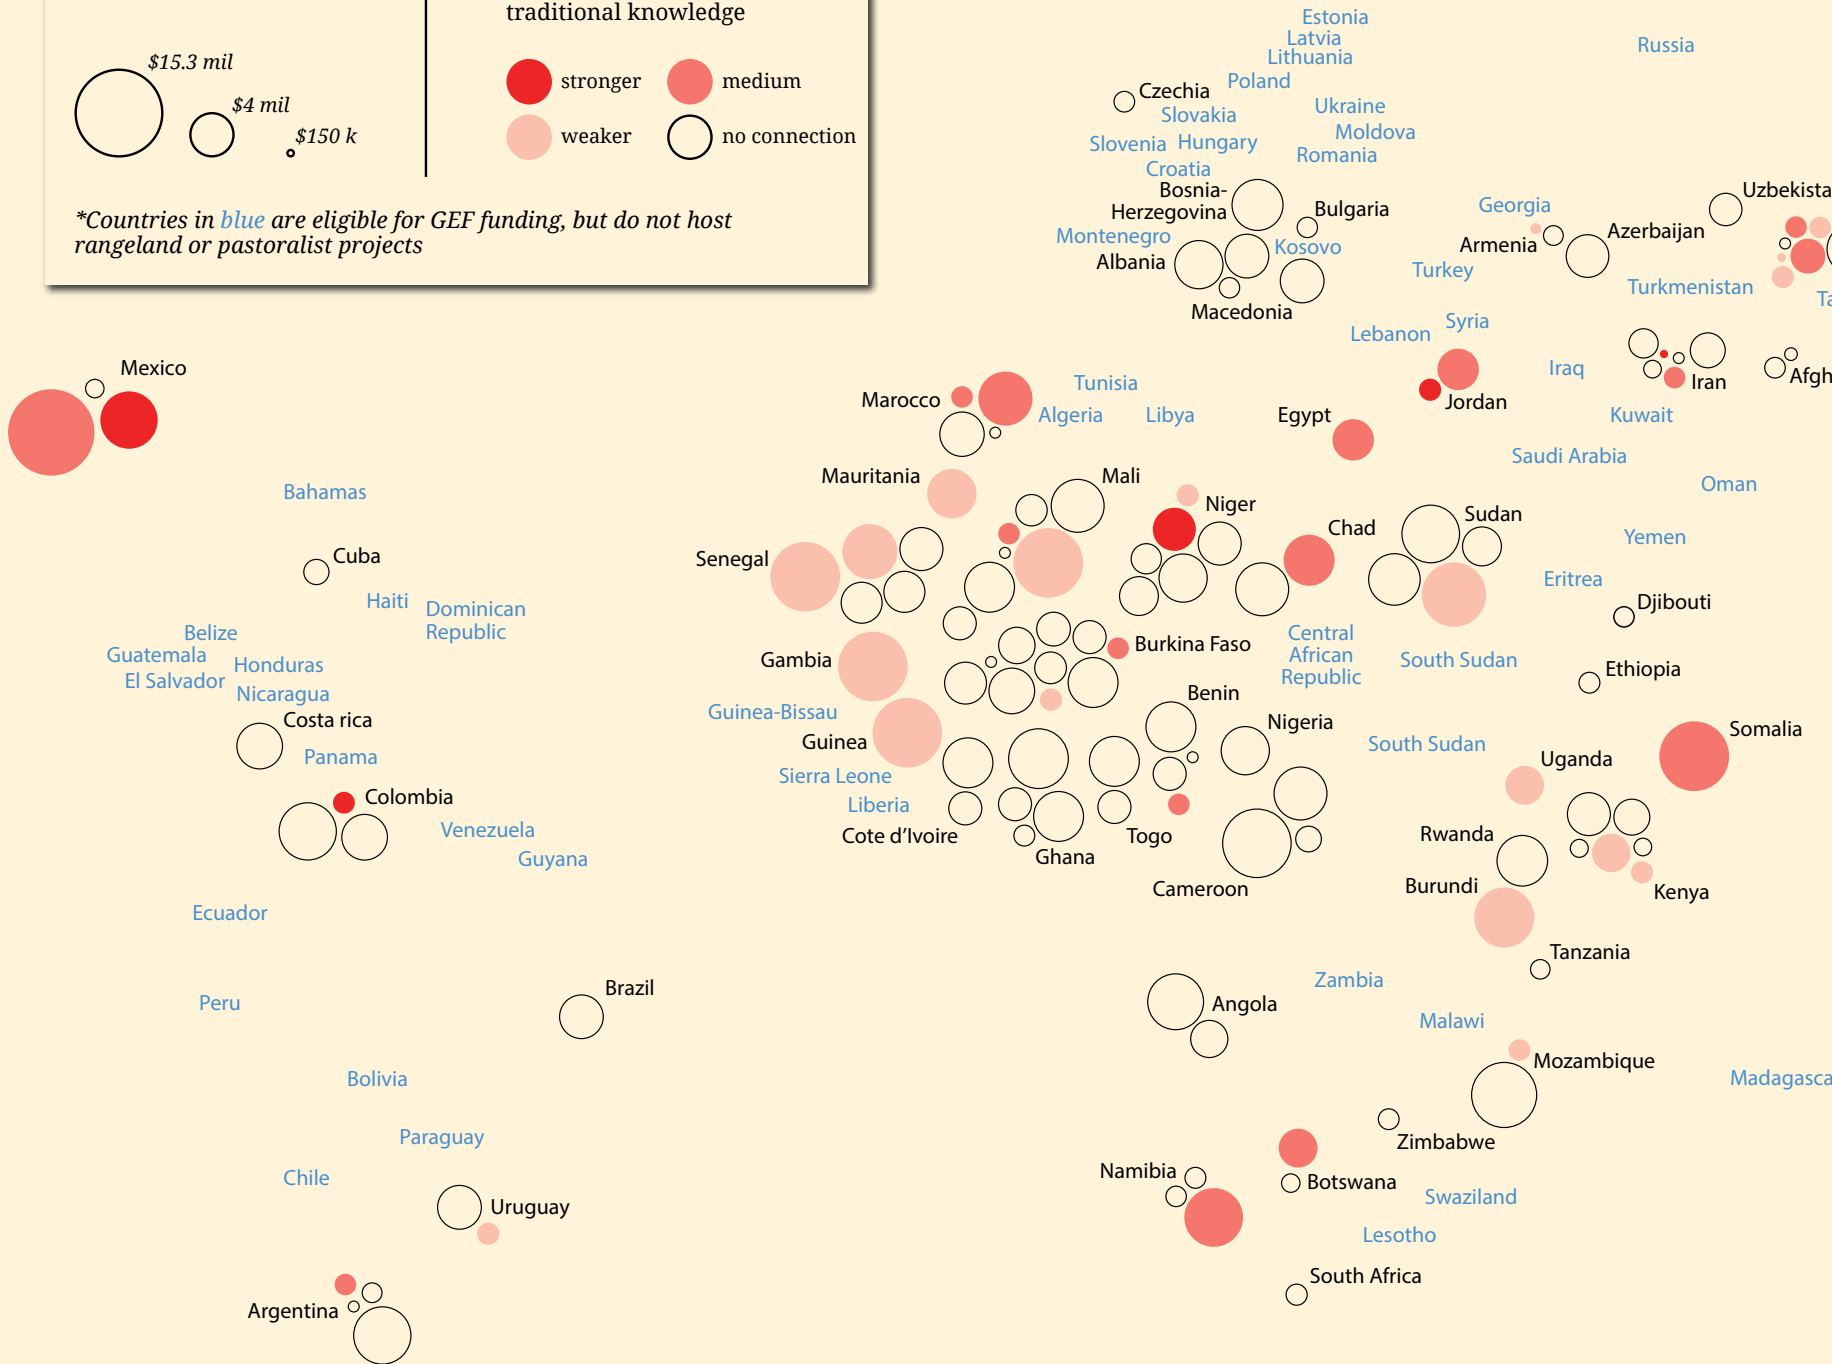 traditional knowledge
$15.3 mil
$4 mil
$150 k
stronger
medium
weaker
no connection
*Countries in blue are eligible for GEF funding, but do not host
rangeland or pastoralist projects
Estonia
Latvia
Lithuania
Russia
Poland
Czechia
Slovakia
Ukraine
Moldova
Slovenia
Hungary
Romania
Croatia
Bosnia-
Herzegovina
Bulgaria
Montenegro
Kosovo
Albania
Macedonia
Georgia
Armenia
Azerbaijan
Uzbekista
Turkey
Turkmenistan
Ta
Lebanon
Syria
Iraq
Iran
Afgh
Jordan
Kuwait
Saudi Arabia
Oman
Yemen
Mexico
Bahamas
Cuba
Haiti
Dominican
Republic
Belize
Guatemala
Honduras
El Salvador
Nicaragua
Costa rica
Panama
Colombia
Venezuela
Guyana
Ecuador
Peru
Brazil
Bolivia
Paraguay
Chile
Uruguay
Argentina
Marocco
Tunisia
Algeria
Libya
Egypt
Mauritania
Mali
Niger
Chad
Sudan
Senegal
Eritrea
Djibouti
Gambia
Burkina Faso
Central
African
Republic
South Sudan
Ethiopia
Guinea-Bissau
Benin
Guinea
Nigeria
South Sudan
Somalia
Sierra Leone
Uganda
Liberia
Cote d’Ivoire
Ghana
Togo
Cameroon
Rwanda
Burundi
Kenya
Tanzania
Angola
Zambia
Malawi
Mozambique
Madagasca
Zimbabwe
Namibia
Botswana
Swaziland
Lesotho
South Africa